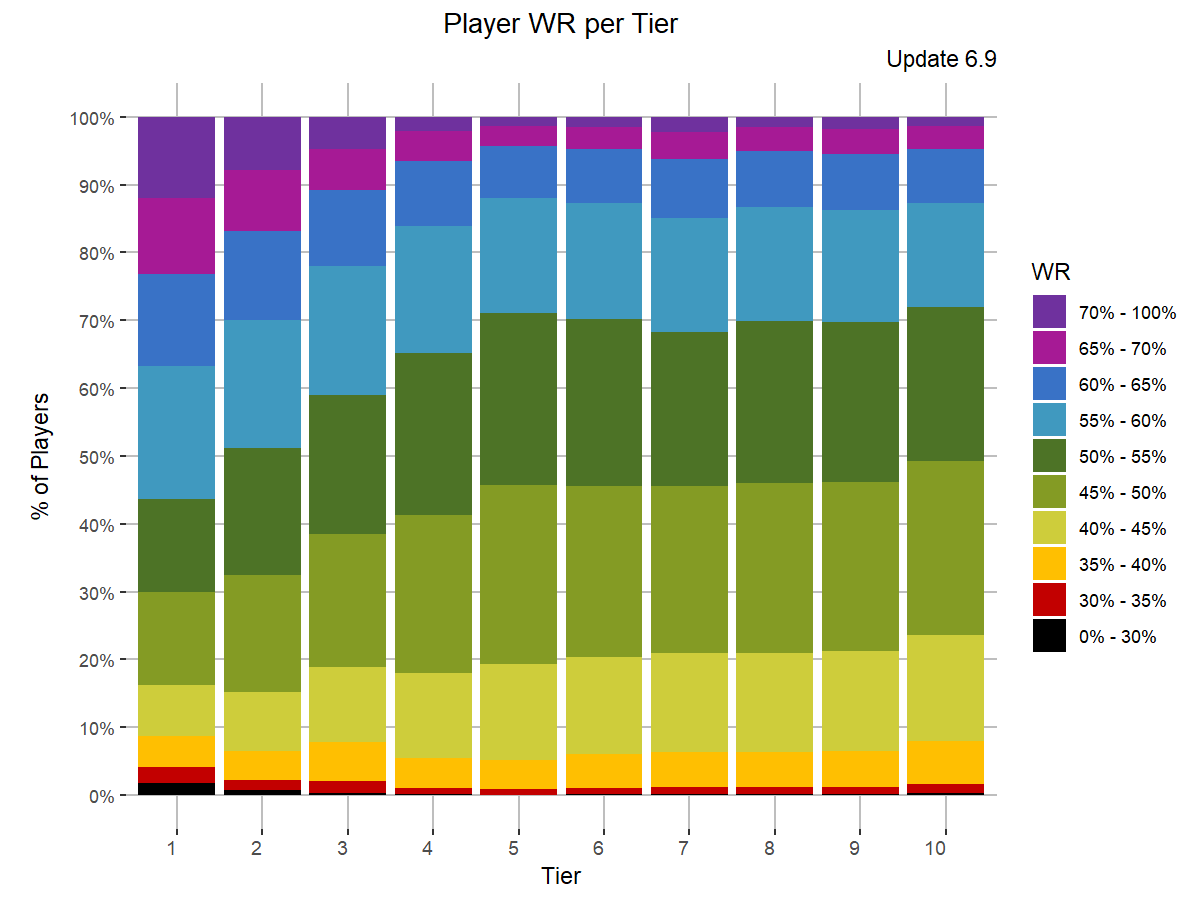 Player WR per Tier
Update 6.9
% of Players
100%
90%
80%
70%
60%
50%
40%
30%
20%
10%
0%
1 2 3 4 5 6 7 8 9 10
Tier
WR
70% - 100%
65% - 70%
60% - 65%
55% - 60%
50% - 55%
45% - 50%
40% - 45%
35% - 40%
30% - 35%
0% - 30%